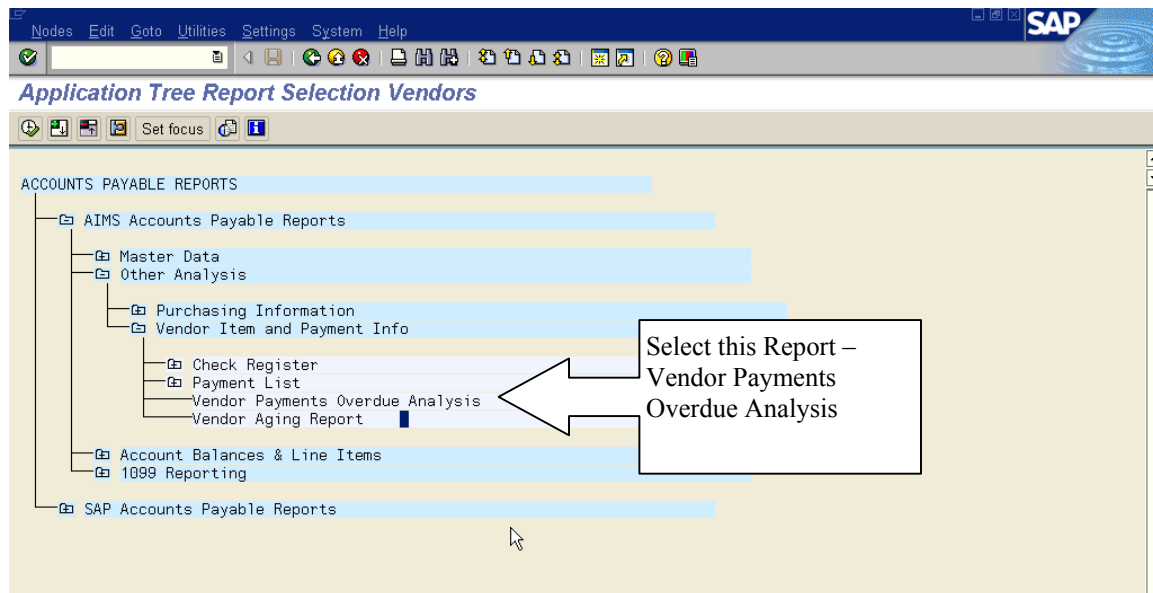 Nodes Edit Goto Utilities Settings System Help
SAP
Application Tree Report Selection Vendors
Set focus
ACCOUNTS PAYABLE REPORTS
AIMS Accounts Payable Reports
Master Data
Other Analysis
Purchasing Information
Vendor Item and Payment Info
Check Register
Payment List
Vendor Payments Overdue Analysis
Vendor Aging Report
Select this Report –
Vendor Payments
Overdue Analysis
Account Balances & Line Items
1099 Reporting
SAP Accounts Payable Reports